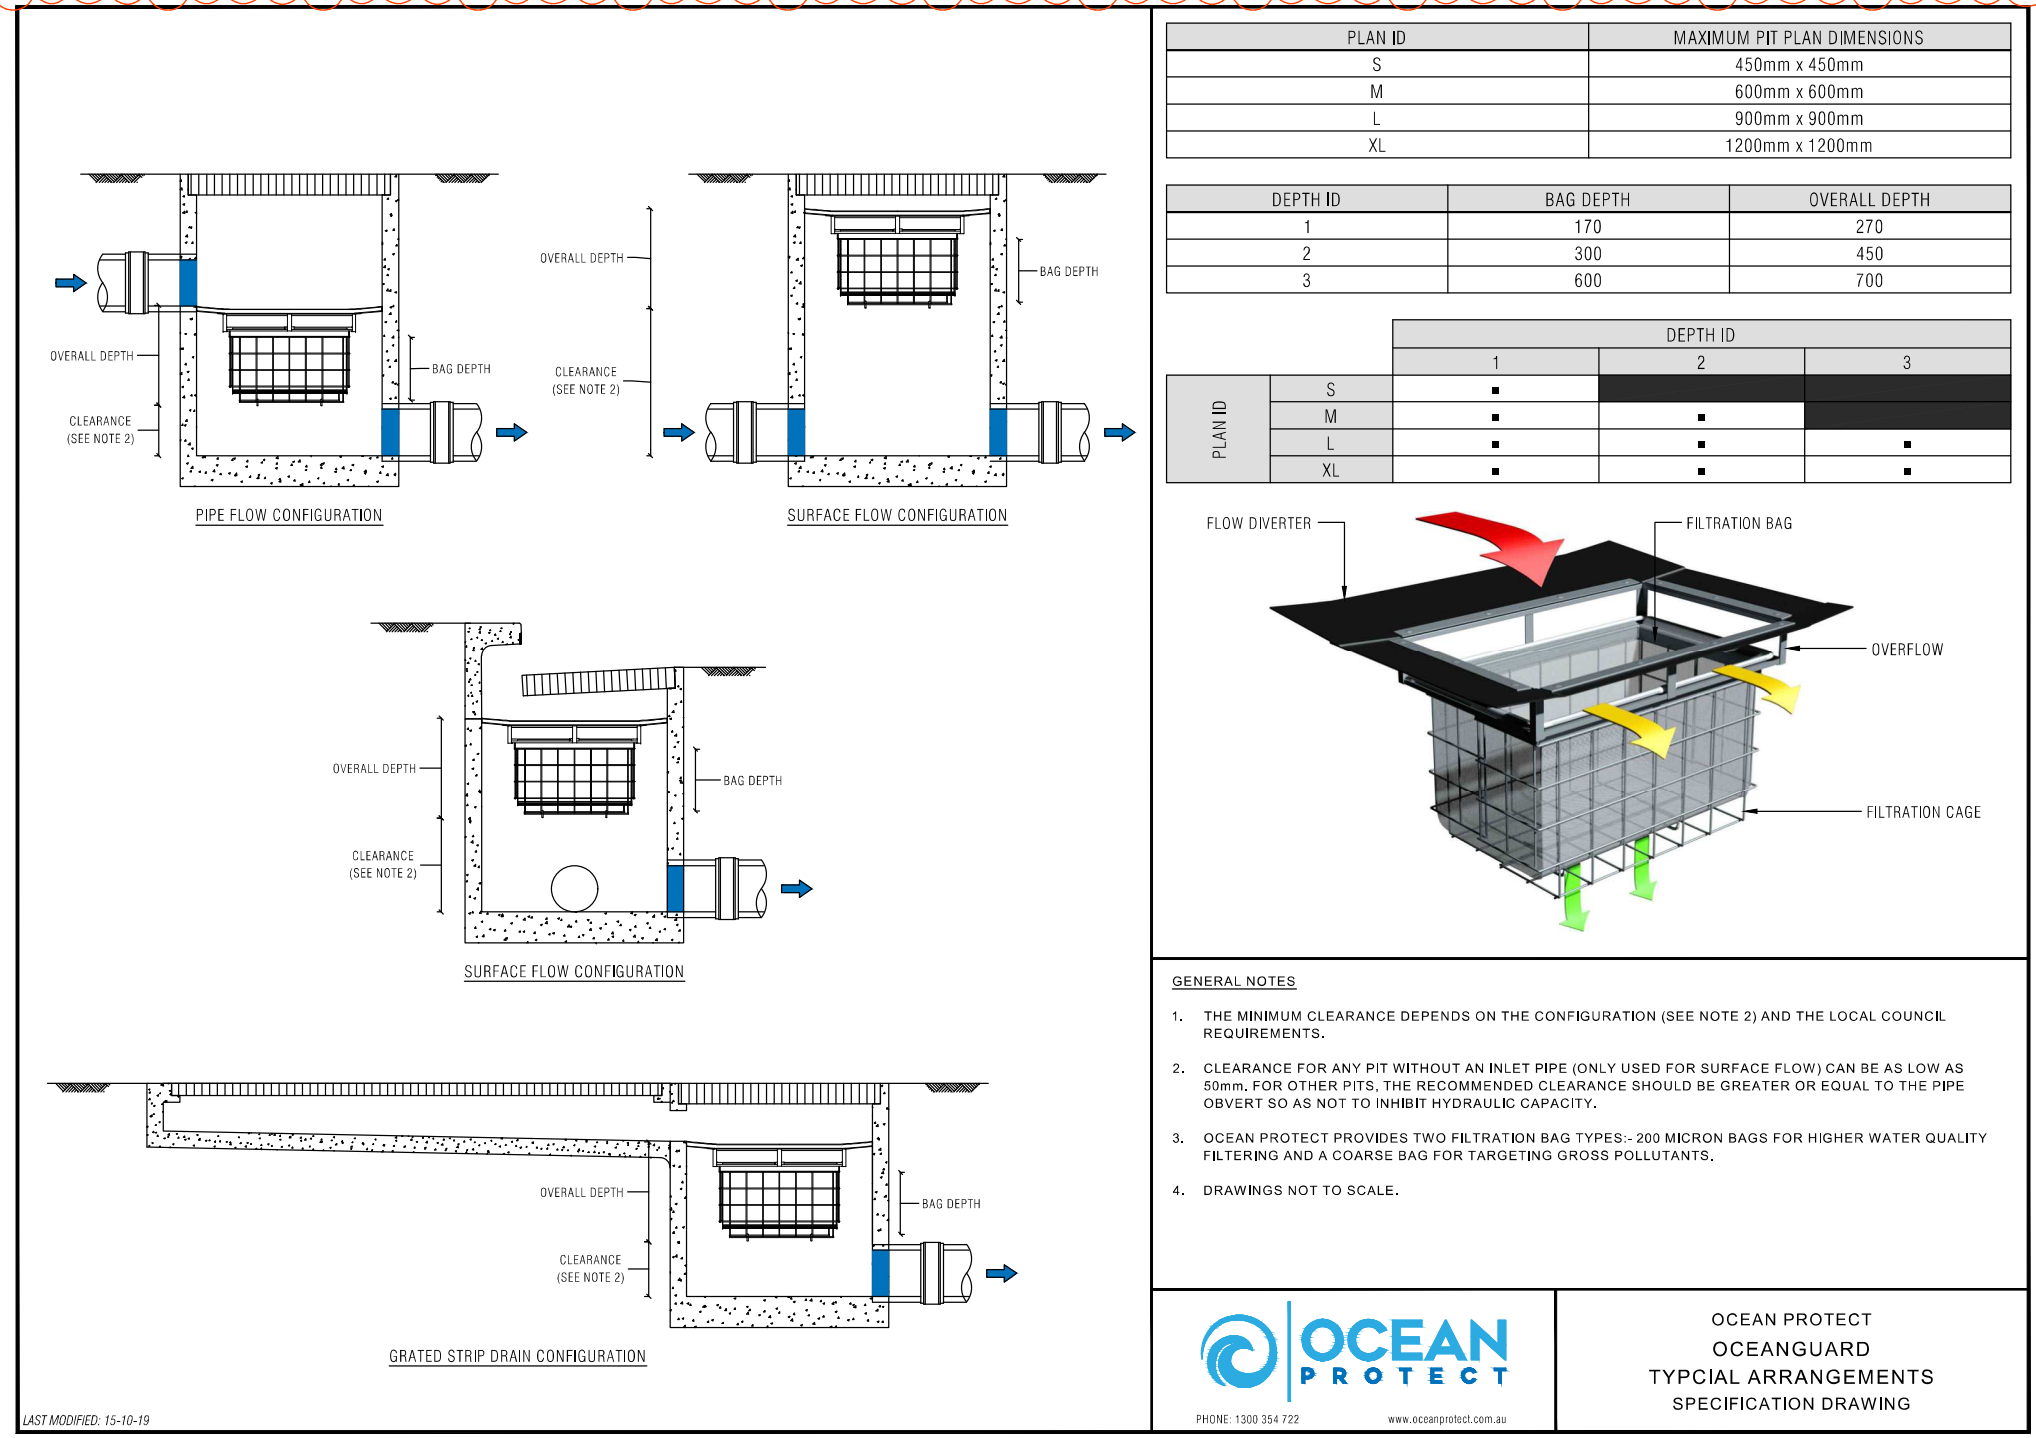 OVERALL DEPTH
CLEARANCE
(SEE NOTE 2)
BAG DEPTH
PIPE FLOW CONFIGURATION
OVERALL DEPTH
BAG DEPTH
CLEARANCE
(SEE NOTE 2)
SURFACE FLOW CONFIGURATION
OVERALL DEPTH
BAG DEPTH
CLEARANCE
(SEE NOTE 2)
SURFACE FLOW CONFIGURATION
OVERALL DEPTH
BAG DEPTH
CLEARANCE
(SEE NOTE 2)
GRATED STRIP DRAIN CONFIGURATION
LAST MODIFIED: 15-10-19
PLAN ID MAXIMUM PIT PLAN DIMENSIONS
S 450mm x 450mm
M 600mm x 600mm
L 900mm x 900mm
XL 1200mm x 1200mm
DEPTH ID BAG DEPTH OVERALL DEPTH
1 170 270
2 300 450
3 600 700
DEPTH ID
1 2 3
PLAN ID
S ▪
M ▪ ▪
L ▪ ▪ ▪
XL ▪ ▪ ▪
FLOW DIVERTER
FILTRATION BAG
OVERFLOW
FILTRATION CAGE
GENERAL NOTES
1. THE MINIMUM CLEARANCE DEPENDS ON THE CONFIGURATION (SEE NOTE 2) AND THE LOCAL COUNCIL
REQUIREMENTS.
2. CLEARANCE FOR ANY PIT WITHOUT AN INLET PIPE (ONLY USED FOR SURFACE FLOW) CAN BE AS LOW AS
50mm. FOR OTHER PITS, THE RECOMMENDED CLEARANCE SHOULD BE GREATER OR EQUAL TO THE PIPE
OBVERT SO AS NOT TO INHIBIT HYDRAULIC CAPACITY.
3. OCEAN PROTECT PROVIDES TWO FILTRATION BAG TYPES:- 200 MICRON BAGS FOR HIGHER WATER QUALITY
FILTERING AND A COARSE BAG FOR TARGETING GROSS POLLUTANTS.
4. DRAWINGS NOT TO SCALE.
OCEAN
PROTECT
PHONE: 1300 354 722 www.oceanprotect.com.au
OCEAN PROTECT
OCEANGUARD
TYPCIAL ARRANGEMENTS
SPECIFICATION DRAWING